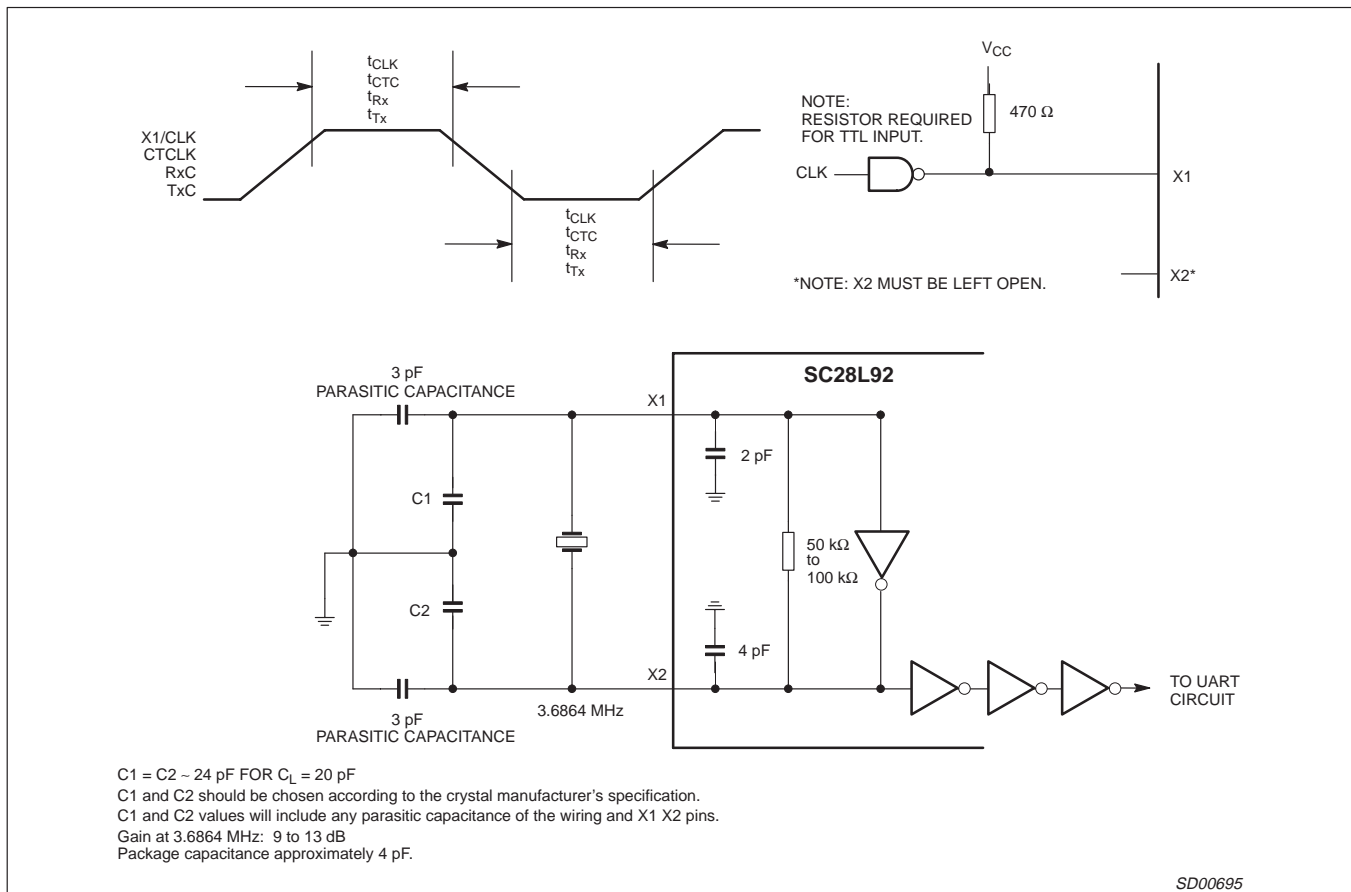 tCLK
tCTC
tRx
tTx
X1/CLK
CTCLK
RxC
TxC
tCLK
tCTC
tRx
tTx
VCC
NOTE:
RESISTOR REQUIRED
FOR TTL INPUT.
470 Ω
CLK
X1
X2*
*NOTE: X2 MUST BE LEFT OPEN.
3 pF
PARASITIC CAPACITANCE
SC28L92
X1
2 pF
C1
50 kΩ
to
100 kΩ
C2
4 pF
X2
3.6864 MHz
TO UART
CIRCUIT
3 pF
PARASITIC CAPACITANCE
C1 = C2 ~ 24 pF FOR CL = 20 pF
C1 and C2 should be chosen according to the crystal manufacturer's specification.
C1 and C2 values will include any parasitic capacitance of the wiring and X1 X2 pins.
Gain at 3.6864 MHz: 9 to 13 dB
Package capacitance approximately 4 pF.
SD00695